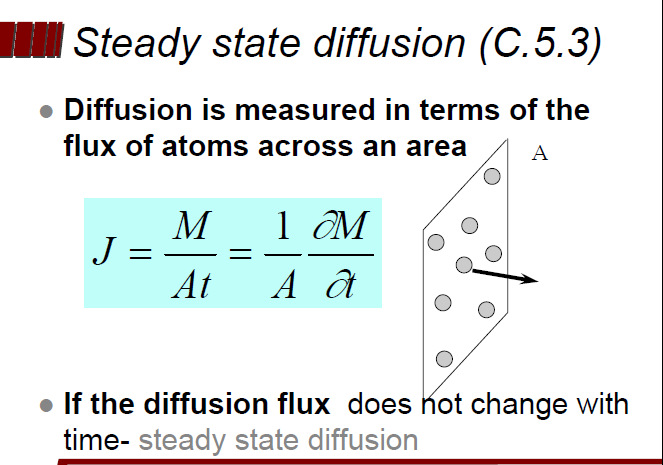 Steady state diffusion (C.5.3)
● Diffusion is measured in terms of the
flux of atoms across an area
A
J = M/At = 1/A ∂M/∂t
● If the diffusion flux does not change with
time- steady state diffusion